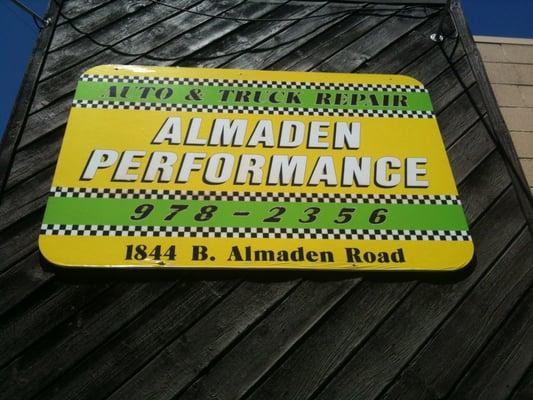 AUTO & TRUCK REPAIR
ALMADEN
PERFORMANCE
978-2356
1844 B. Almaden Road